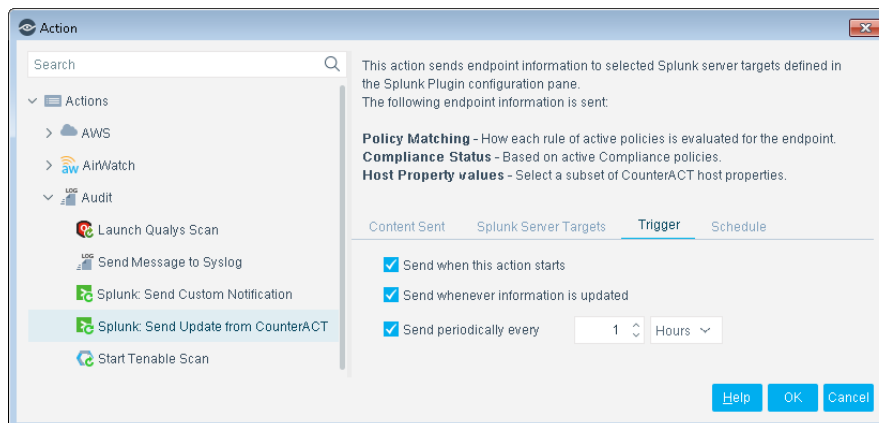 Action
Search
Actions
AWS
aw AirWatch
LOG Audit
Launch Qualys Scan
LOG Send Message to Syslog
Splunk: Send Custom Notification
Splunk: Send Update from CounterACT
Start Tenable Scan
This action sends endpoint information to selected Splunk server targets defined in
the Splunk Plugin configuration pane.
The following endpoint information is sent:
Policy Matching - How each rule of active policies is evaluated for the endpoint.
Compliance Status - Based on active Compliance policies.
Host Property values - Select a subset of CounterACT host properties.
Content Sent Splunk Server Targets Trigger Schedule
Send when this action starts
Send whenever information is updated
Send periodically every 1 Hours
Help OK Cancel